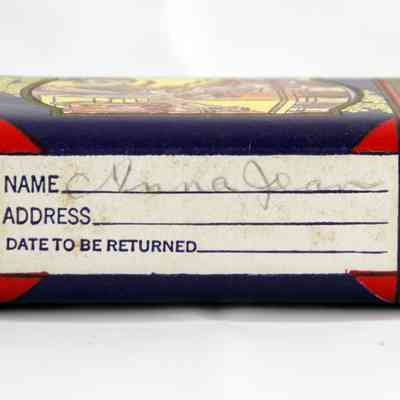 NAME Anna Jean
ADDRESS
DATE TO BE RETURNED